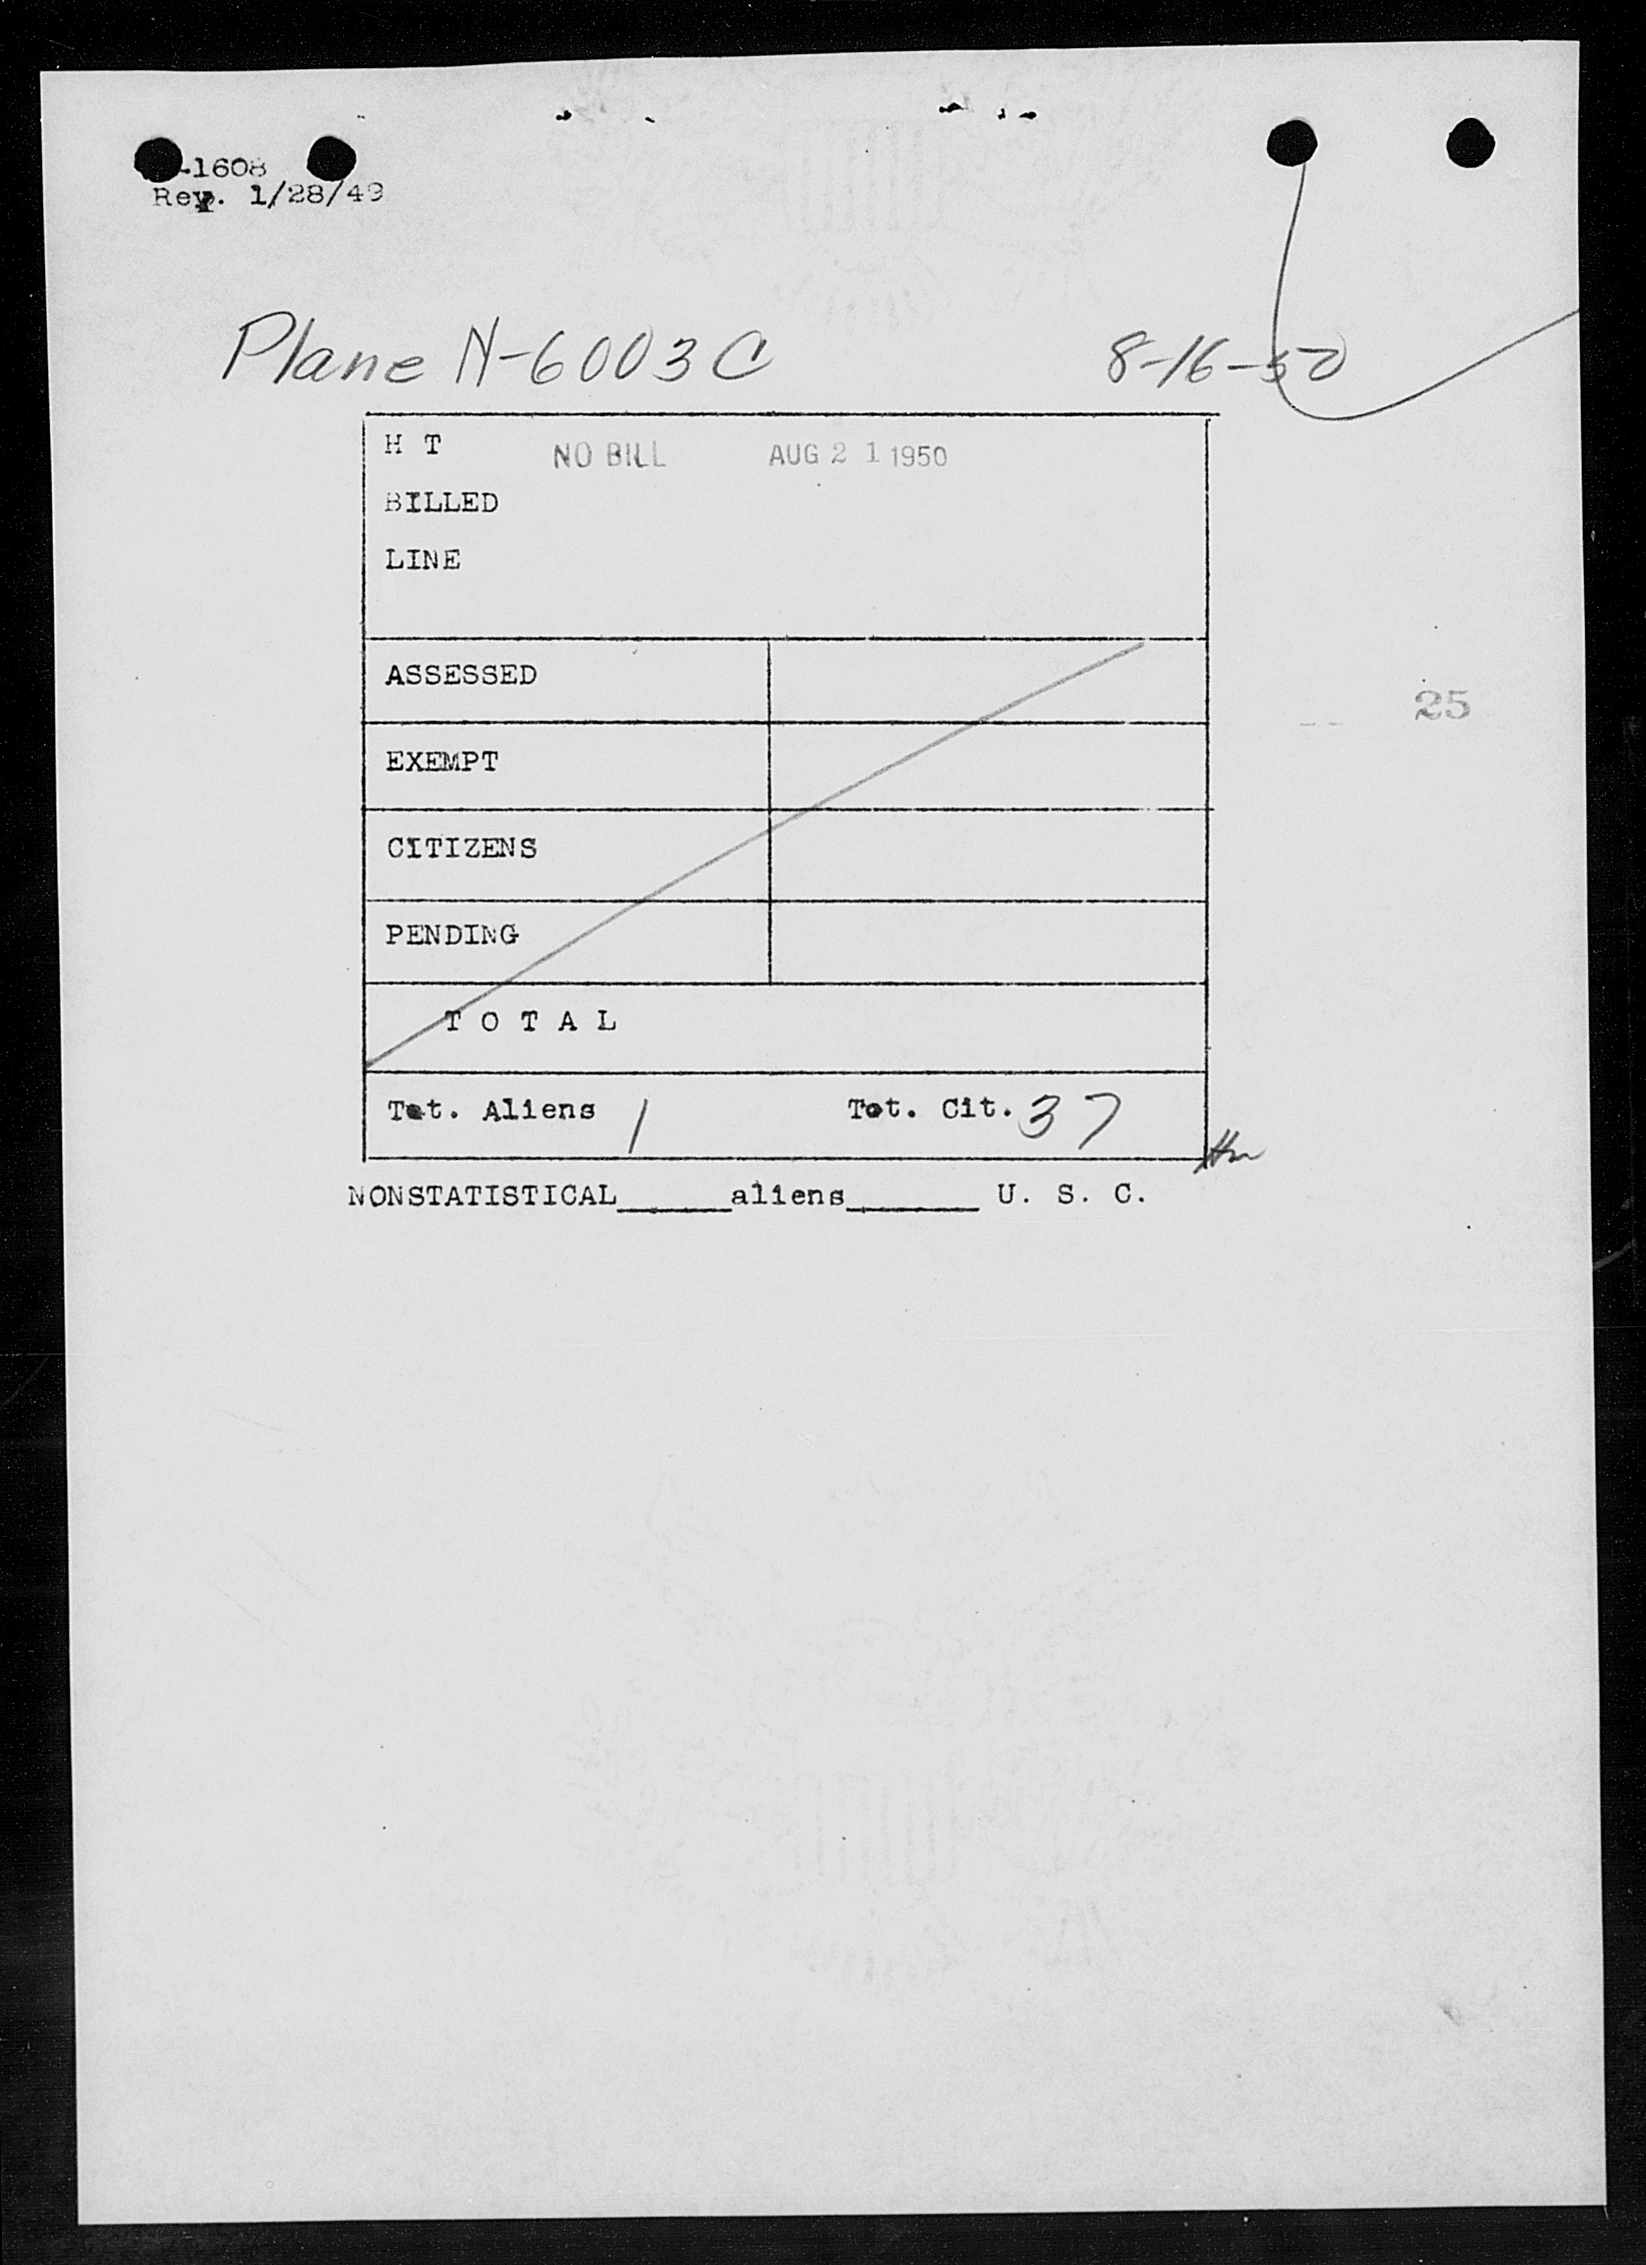 -1608
Rev. 1/28/49
Plane N-6003C 8-16-50
H T NO BILL AUG 21 1950
BILLED
LINE
ASSESSED
25
EXEMPT
CITIZENS
PENDING
T O T A L
Tot. Aliens 1 Tot. Cit. 37
NONSTATISTICAL______aliens_______ U. S. C.